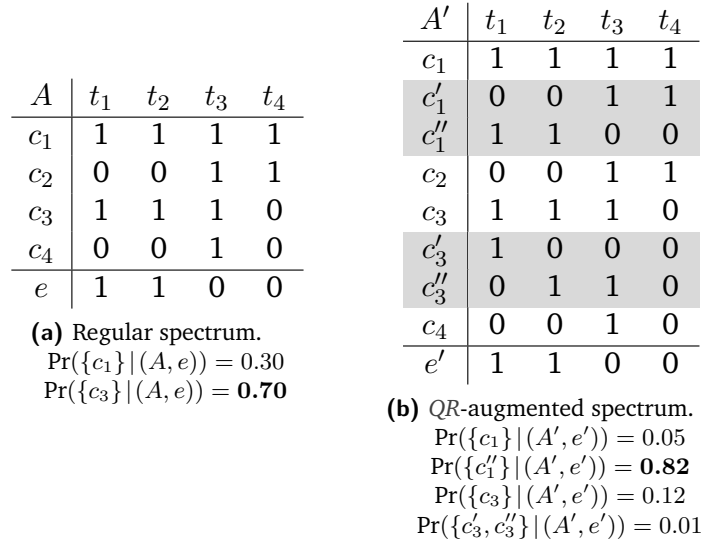 A t₁ t₂ t₃ t₄
c₁ 1 1 1 1
c₂ 0 0 1 1
c₃ 1 1 1 0
c₄ 0 0 1 0
e 1 1 0 0
(a) Regular spectrum.
Pr({c₁}|(A, e)) = 0.30
Pr({c₃}|(A, e)) = 0.70
A′ t₁ t₂ t₃ t₄
c₁ 1 1 1 1
c′₁ 0 0 1 1
c″₁ 1 1 0 0
c₂ 0 0 1 1
c₃ 1 1 1 0
c′₃ 1 0 0 0
c″₃ 0 1 1 0
c₄ 0 0 1 0
e′ 1 1 0 0
(b) QR-augmented spectrum.
Pr({c₁}|(A′, e′)) = 0.05
Pr({c″₁}|(A′, e′)) = 0.82
Pr({c₃}|(A′, e′)) = 0.12
Pr({c′₃, c″₃}|(A′, e′)) = 0.01